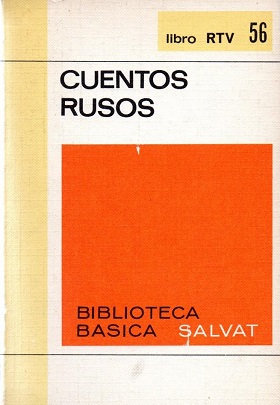 libro RTV 56
CUENTOS
RUSOS
BIBLIOTECA
BASICA SALVAT